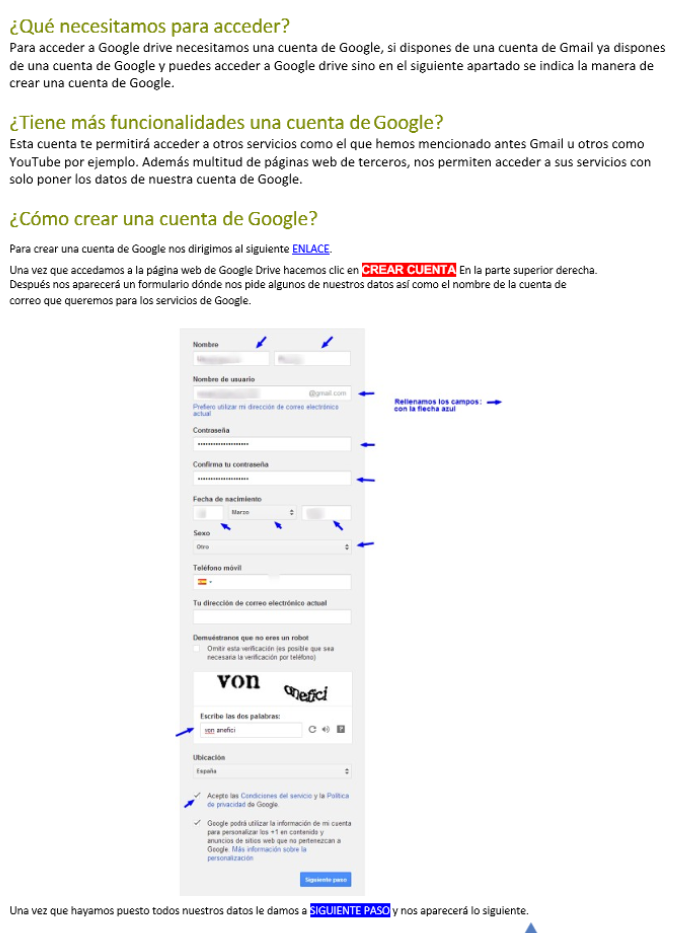 ¿Qué necesitamos para acceder?
Para acceder a Google drive necesitamos una cuenta de Google, si dispones de una cuenta de Gmail ya dispones
de una cuenta de Google y puedes acceder a Google drive sino en el siguiente apartado se indica la manera de
crear una cuenta de Google.
¿Tiene más funcionalidades una cuenta de Google?
Esta cuenta te permitirá acceder a otros servicios como el que hemos mencionado antes Gmail u otros como
YouTube por ejemplo. Además multitud de páginas web de terceros, nos permiten acceder a sus servicios con
solo poner los datos de nuestra cuenta de Google.
¿Cómo crear una cuenta de Google?
Para crear una cuenta de Google nos dirigimos al siguiente ENLACE.
Una vez que accedamos a la página web de Google Drive hacemos clic en CREAR CUENTA En la parte superior derecha.
Después nos aparecerá un formulario dónde nos pide algunos de nuestros datos así como el nombre de la cuenta de
correo que queremos para los servicios de Google.
Nombre
Nombre de usuario
@gmail.com
Prefiero utilizar mi dirección de correo electrónico
actual
Rellenamos los campos:
con la flecha azul
Contraseña
Confirma tu contraseña
Fecha de nacimiento
Marzo
Sexo
Otro
Teléfono móvil
Tu dirección de correo electrónico actual
Demuéstranos que no eres un robot
Omitir esta verificación (es posible que sea
necesaria la verificación por teléfono)
von anefici
Escribe las dos palabras:
von anefici
Ubicación
España
Acepto las Condiciones del servicio y la Política
de privacidad de Google.
Google podrá utilizar la información de mi cuenta
para personalizar los +1 en contenido y
anuncios de sitios web que no pertenezcan a
Google. Más información sobre la
personalización
Siguiente paso
Una vez que hayamos puesto todos nuestros datos le damos a SIGUIENTE PASO y nos aparecerá lo siguiente.